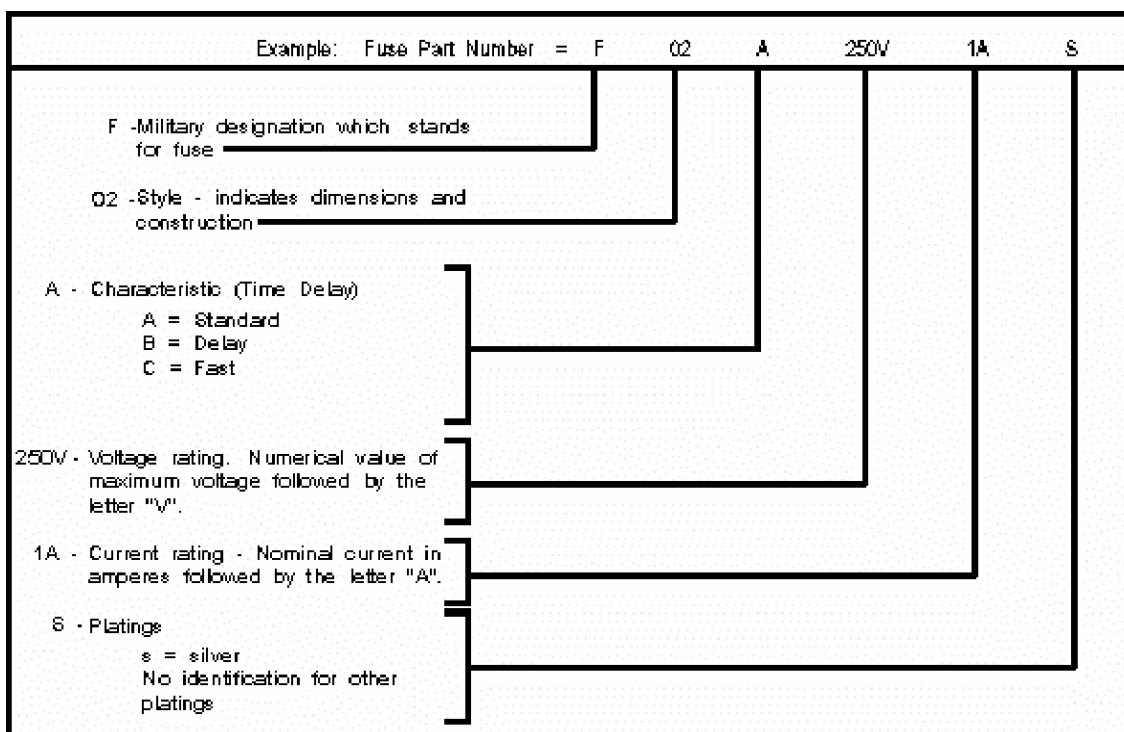 Example: Fuse Part Number = F 02 A 250V 1A S
F -Military designation which stands
for fuse
02 -Style - indicates dimensions and
construction
A - Characteristic (Time Delay)
A = Standard
B = Delay
C = Fast
250V - Voltage rating. Numerical value of
maximum voltage followed by the
letter "V".
1A - Current rating - Nominal current in
amperes followed by the letter "A".
S - Platings
s = silver
No identification for other
platings